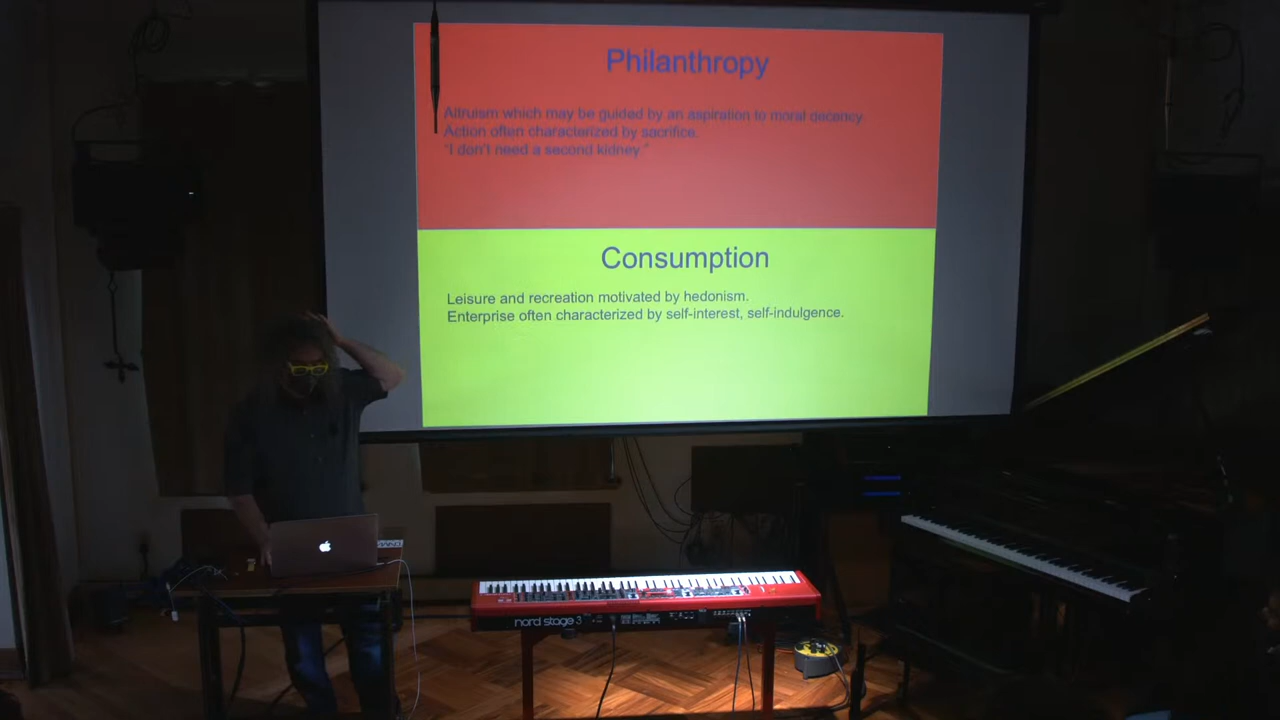 Philanthropy
Altruism which may be guided by an aspiration to moral decency.
Action often characterized by sacrifice.
"I don't need a second kidney."
Consumption
Leisure and recreation motivated by hedonism.
Enterprise often characterized by self-interest, self-indulgence.
nord stage 3